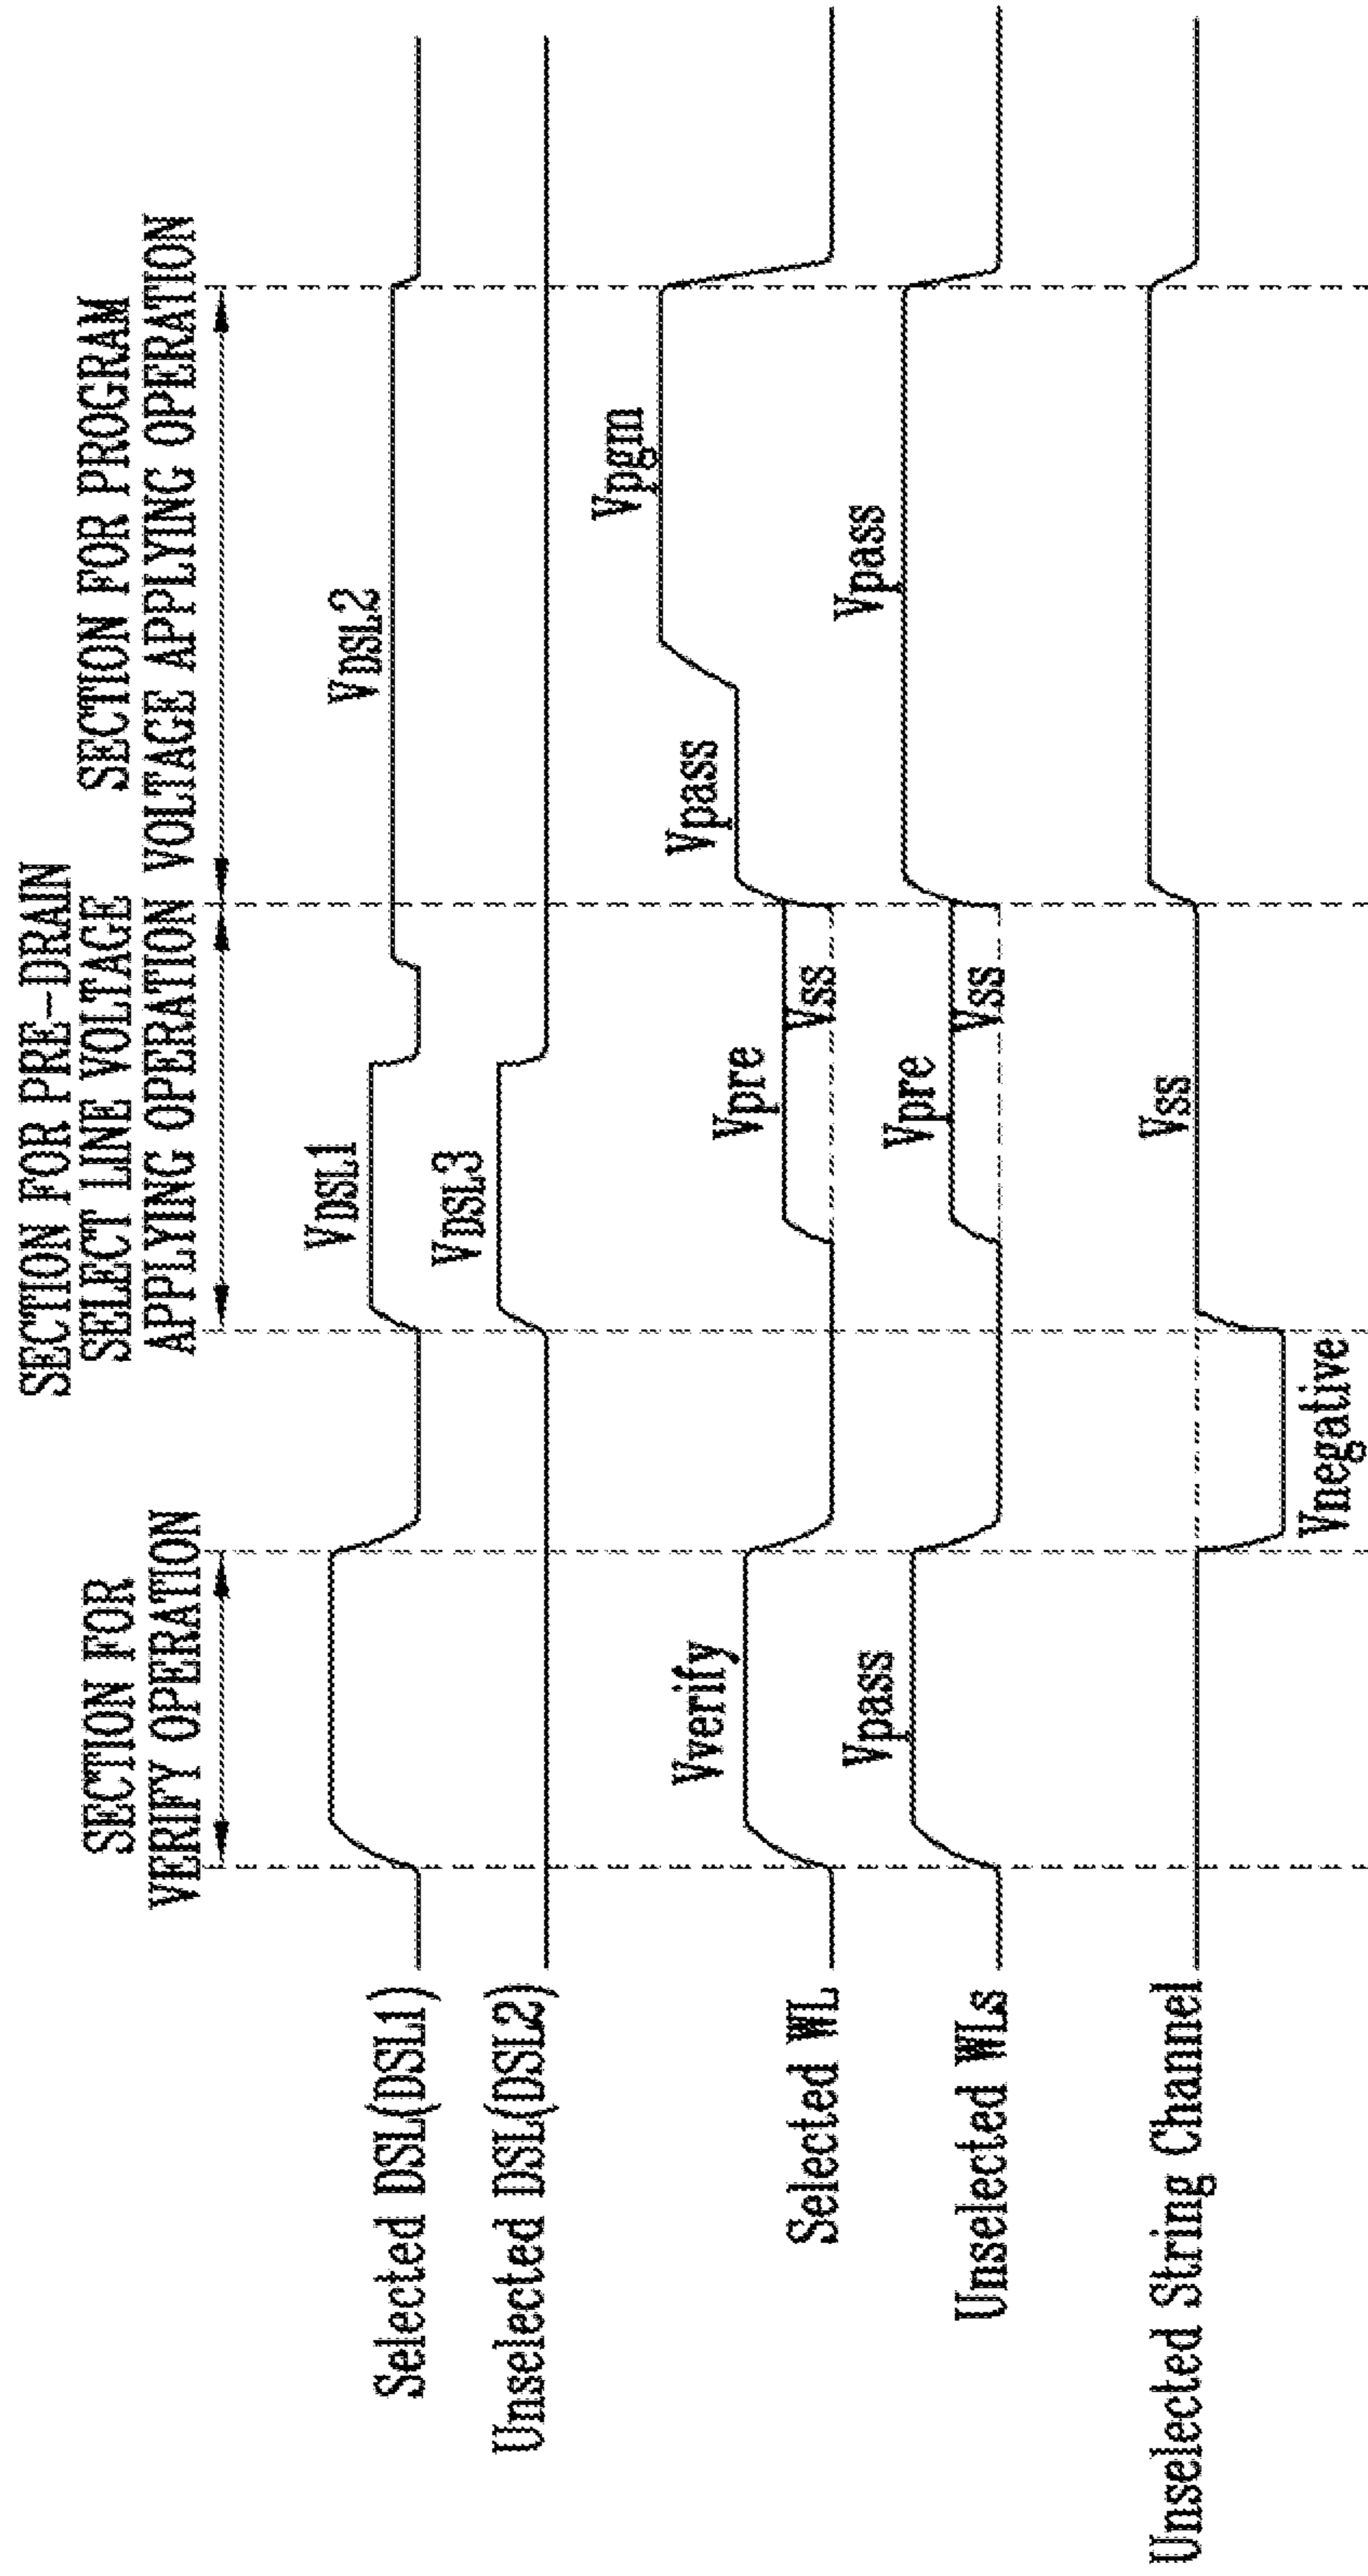 SECTION FOR
VERIFY OPERATION
SECTION FOR PRE-DRAIN
SELECT LINE VOLTAGE
APPLYING OPERATION
SECTION FOR PROGRAM
VOLTAGE APPLYING OPERATION
Selected DSL(DSL1)
VDSL1
VDSL2
Unselected DSL(DSL2)
VDSL3
Selected WL
Vverify
Vpre
Vss
Vpass
Vpgm
Unselected WLs
Vpass
Vpre
Vss
Vpass
Unselected String Channel
Vnegative
Vss